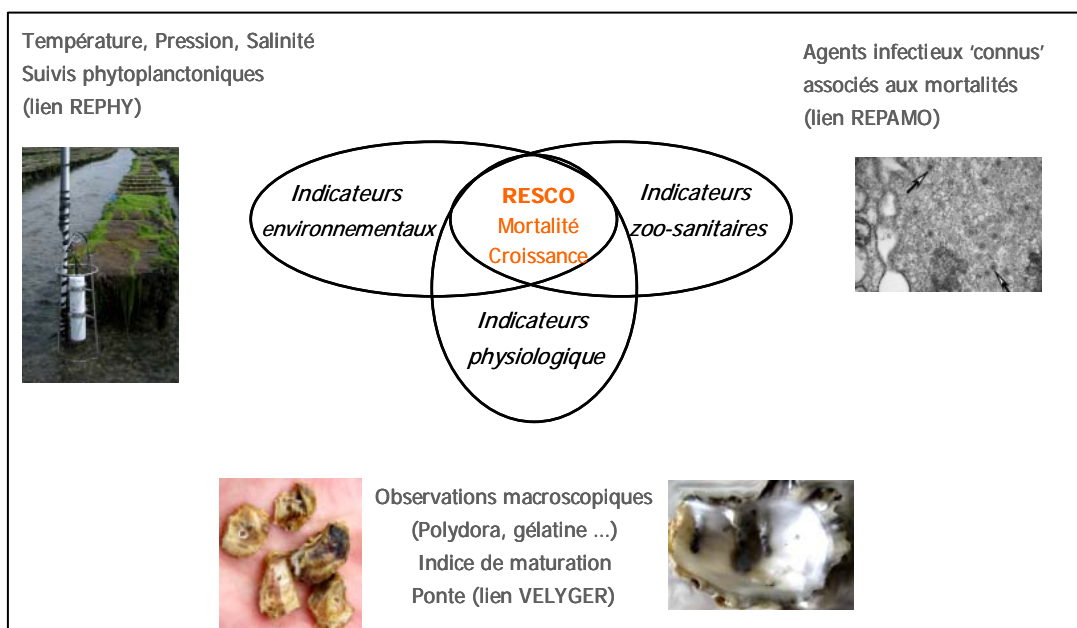 Température, Pression, Salinité
Suivis phytoplanctoniques
(lien REPHY)
Agents infectieux ‘connus’
associés aux mortalités
(lien REPAMO)
Indicateurs
environnementaux
RESCO
Mortalité
Croissance
Indicateurs
zoo-sanitaires
Indicateurs
physiologique
Observations macroscopiques
(Polydora, gélatine ...)
Indice de maturation
Ponte (lien VELYGER)